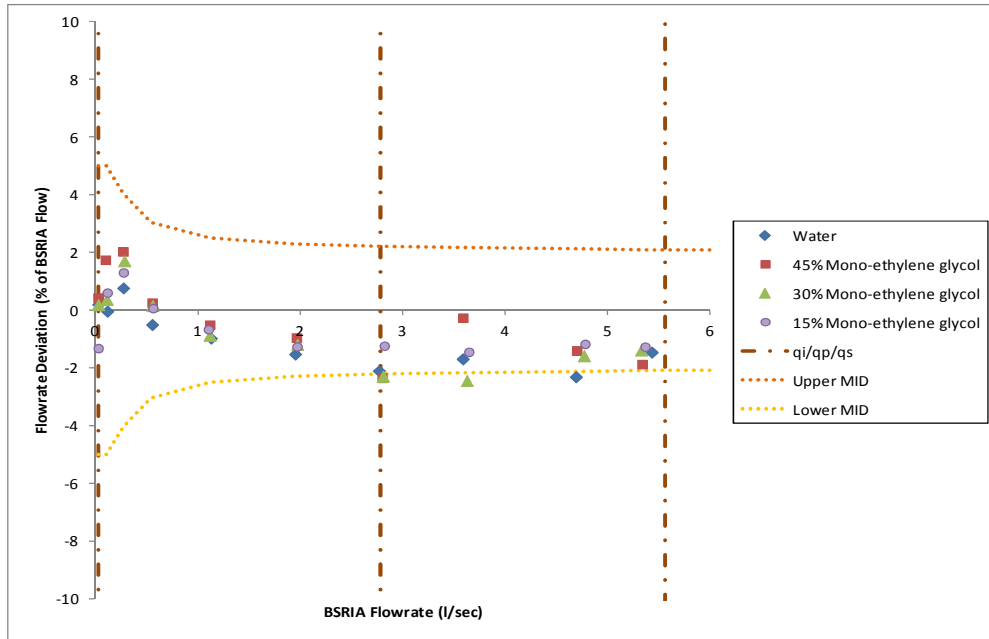 10
8
6
4
2
0
-2
-4
-6
-8
-10
0 1 2 3 4 5 6
Flowrate Deviation (% of BSRIA Flow)
BSRIA Flowrate (l/sec)
Water
45% Mono-ethylene glycol
30% Mono-ethylene glycol
15% Mono-ethylene glycol
qi/qp/qs
Upper MID
Lower MID